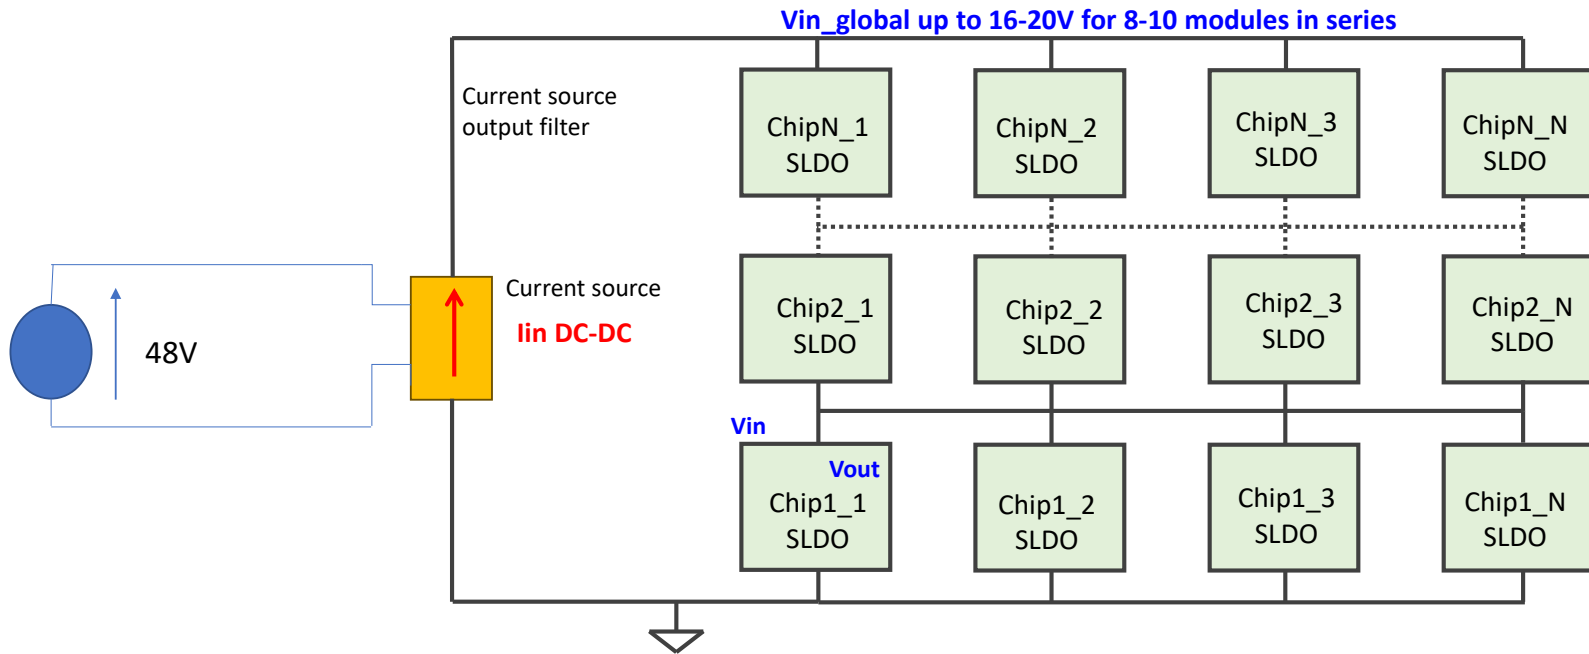 Vin_global up to 16-20V for 8-10 modules in series
Current source
output filter
ChipN_1
SLDO
ChipN_2
SLDO
ChipN_3
SLDO
ChipN_N
SLDO
48V
Current source
Iin DC-DC
Chip2_1
SLDO
Chip2_2
SLDO
Chip2_3
SLDO
Chip2_N
SLDO
Vin
Vout
Chip1_1
SLDO
Chip1_2
SLDO
Chip1_3
SLDO
Chip1_N
SLDO